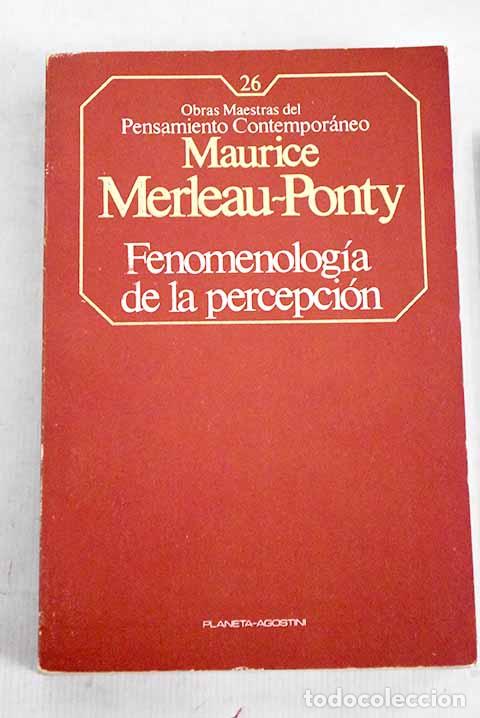 26
Obras Maestras del
Pensamiento Contemporáneo
Maurice
Merleau-Ponty
Fenomenología
de la percepción
PLANETA-AGOSTINI
todocoleccion